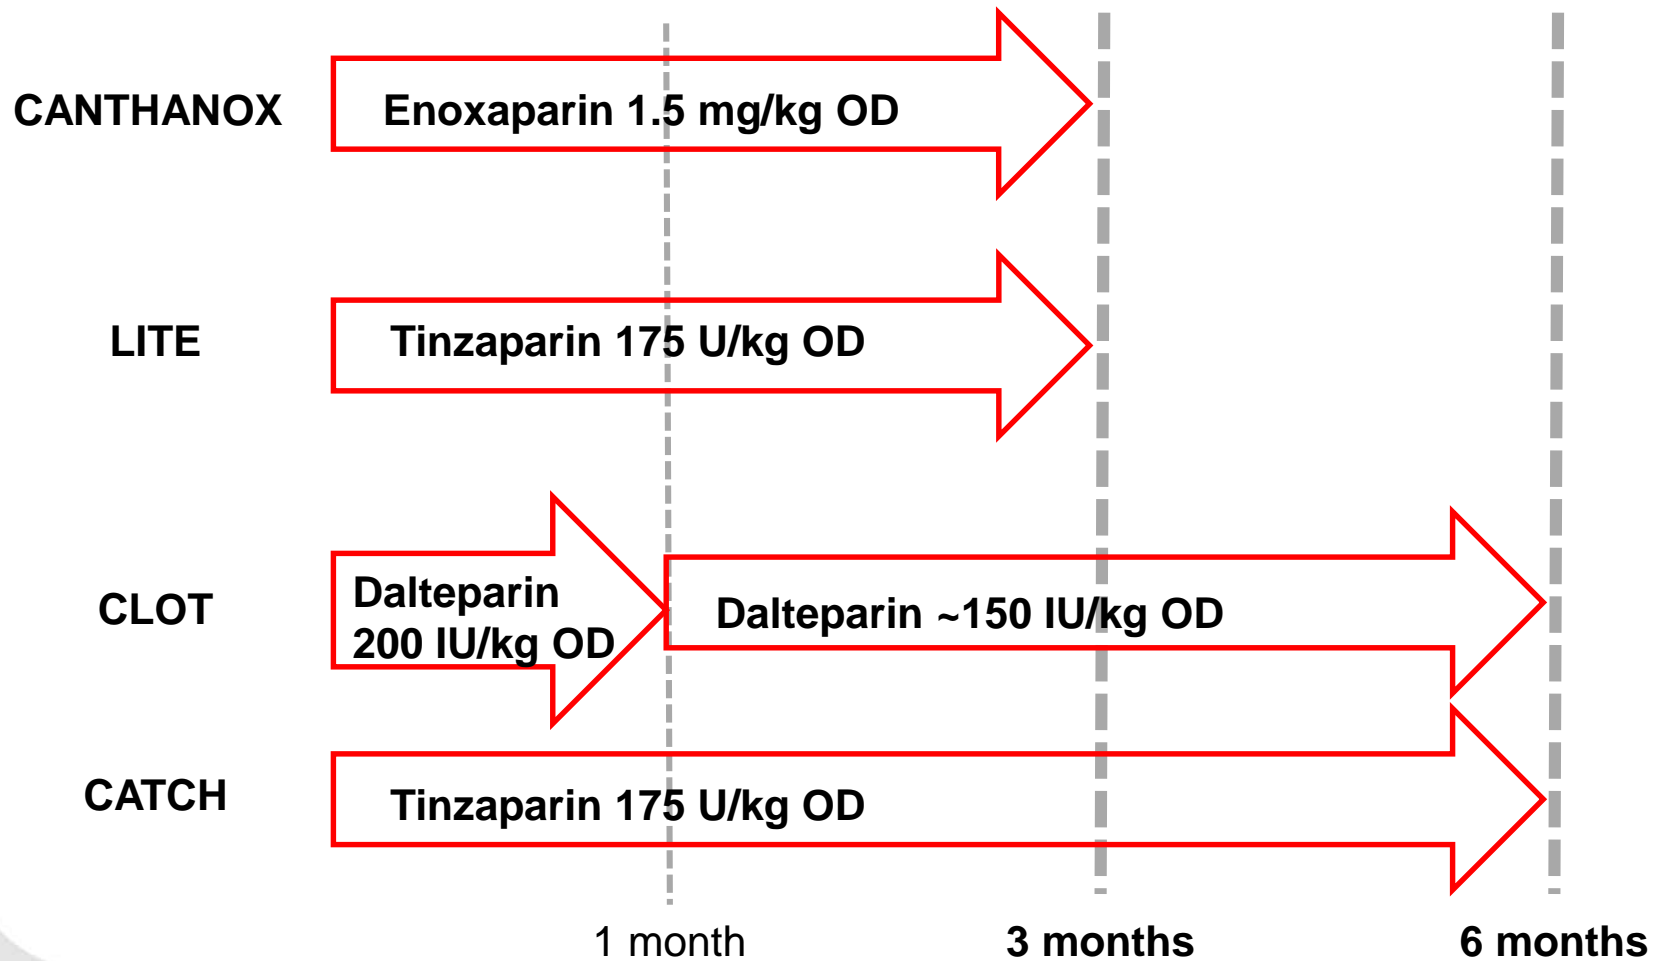 CANTHANOX
Enoxaparin 1.5 mg/kg OD
LITE
Tinzaparin 175 U/kg OD
CLOT
Dalteparin
200 IU/kg OD
Dalteparin ~150 IU/kg OD
CATCH
Tinzaparin 175 U/kg OD
1 month
3 months
6 months